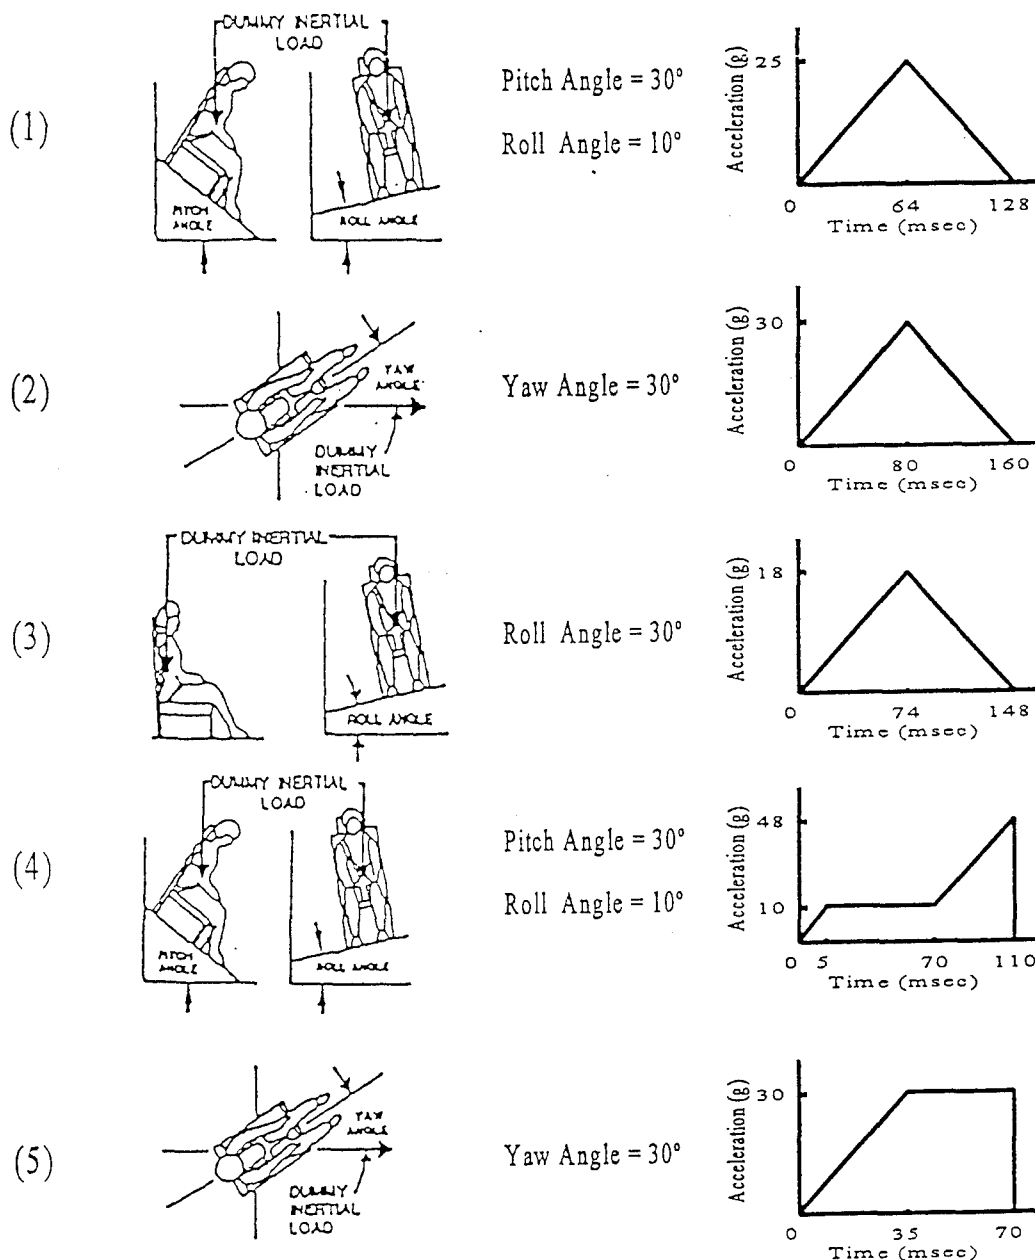 (1)
DUMMY INERTIAL
LOAD
PITCH
ANGLE
ROLL ANGLE
Pitch Angle = 30°
Roll Angle = 10°
Acceleration (g)
25
0 64 128
Time (msec)
(2)
YAW
ANGLE
DUMMY
INERTIAL
LOAD
Yaw Angle = 30°
Acceleration (g)
30
0 80 160
Time (msec)
(3)
DUMMY INERTIAL
LOAD
ROLL ANGLE
Roll Angle = 30°
Acceleration (g)
18
0 74 148
Time (msec)
(4)
DUMMY INERTIAL
LOAD
PITCH
ANGLE
ROLL ANGLE
Pitch Angle = 30°
Roll Angle = 10°
Acceleration (g)
48
10
0 5 70 110
Time (msec)
(5)
YAW
ANGLE
DUMMY
INERTIAL
LOAD
Yaw Angle = 30°
Acceleration (g)
30
0 35 70
Time (msec)